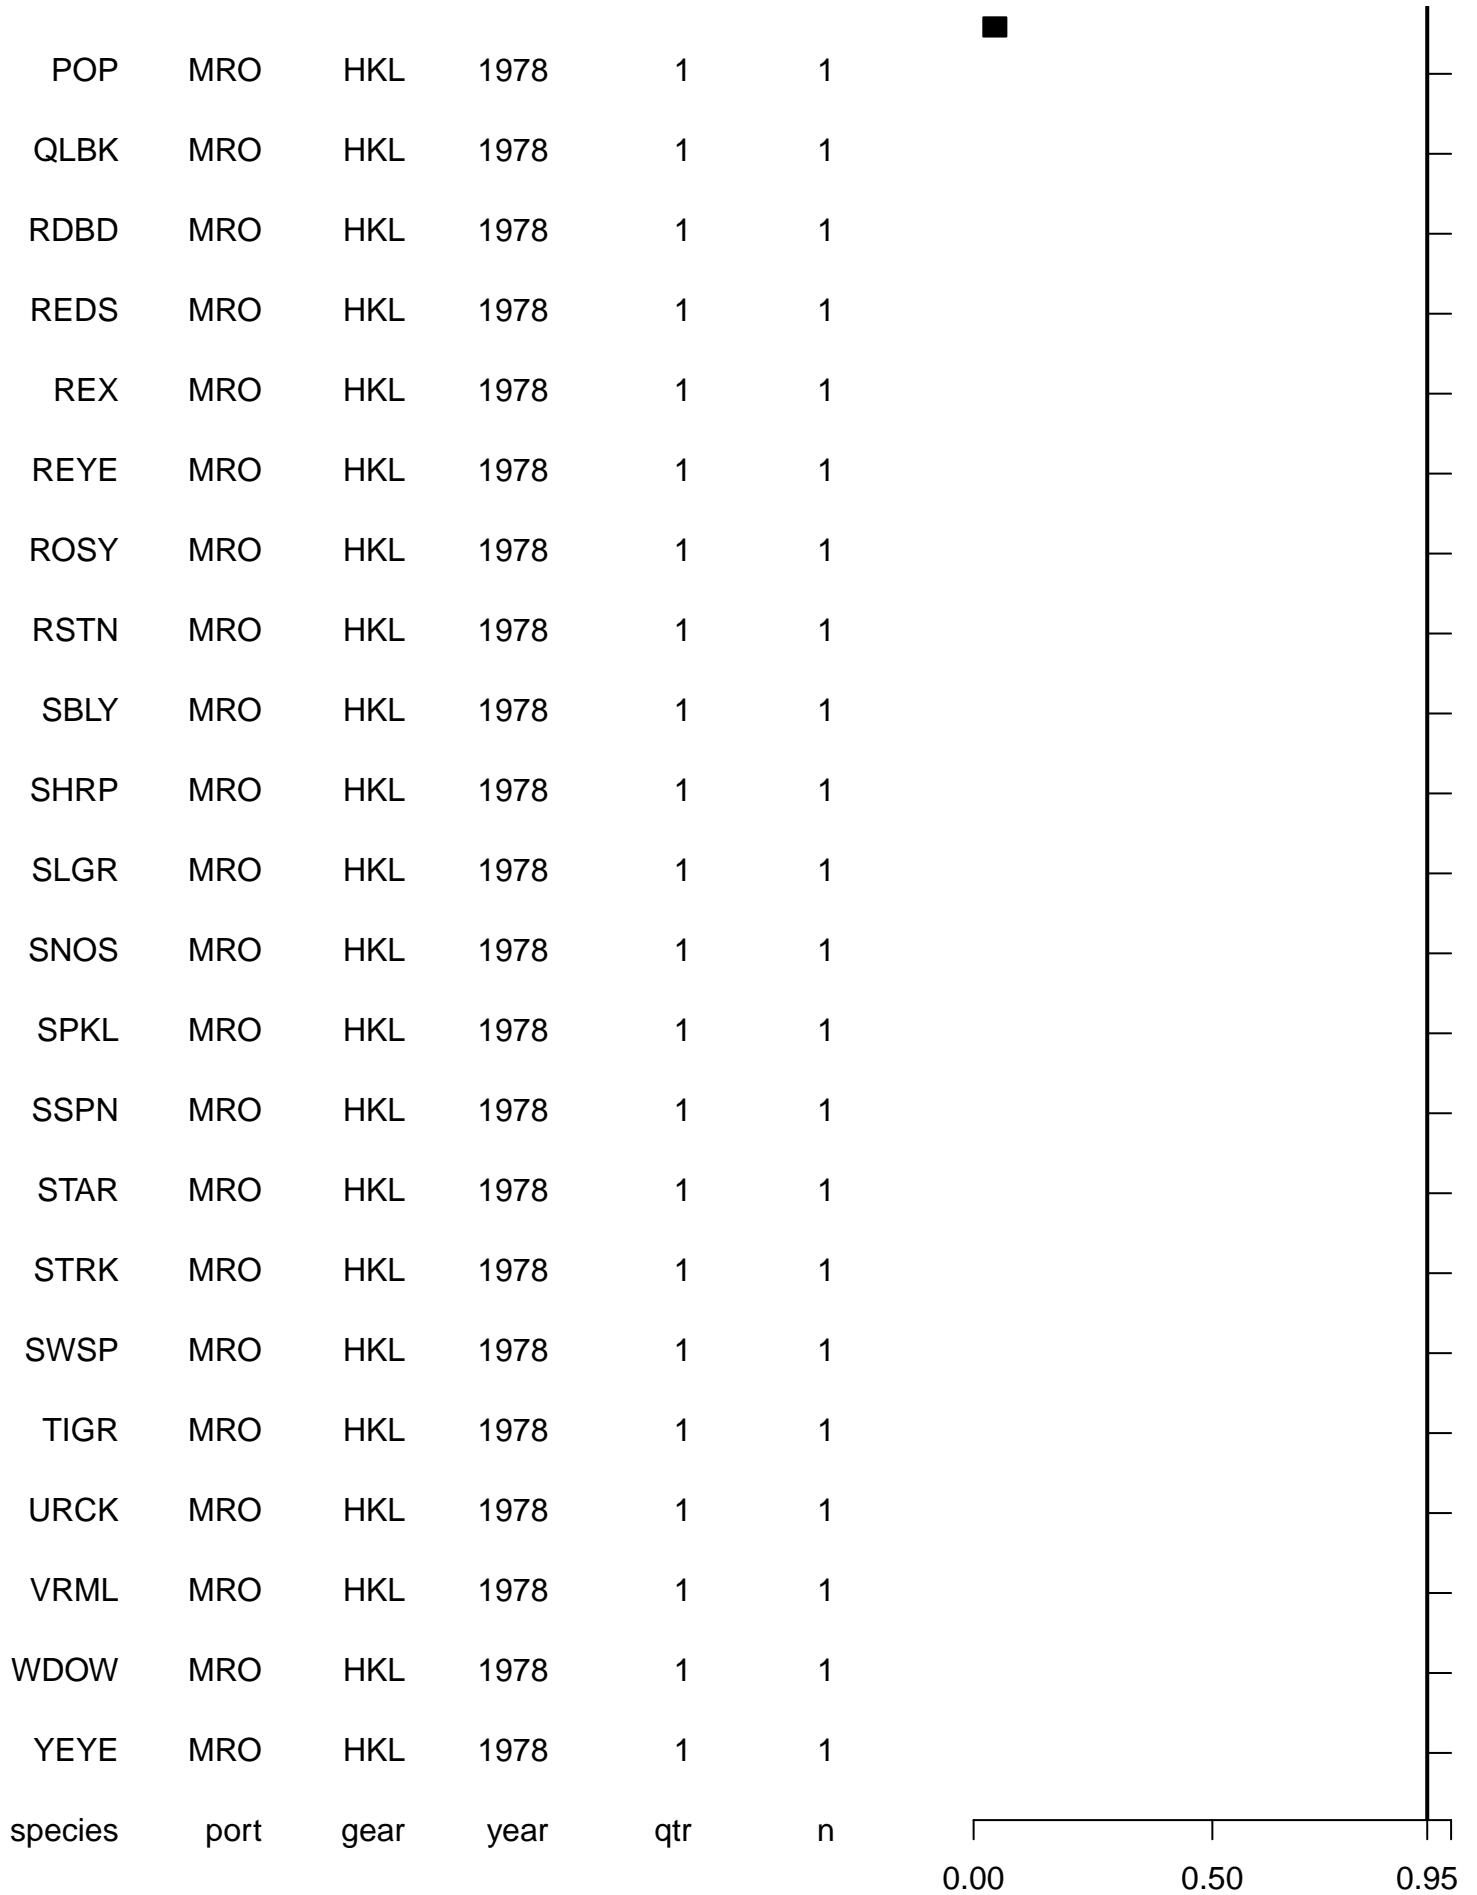 POP MRO HKL 1978 1 1
QLBK MRO HKL 1978 1 1
RDBD MRO HKL 1978 1 1
REDS MRO HKL 1978 1 1
REX MRO HKL 1978 1 1
REYE MRO HKL 1978 1 1
ROSY MRO HKL 1978 1 1
RSTN MRO HKL 1978 1 1
SBLY MRO HKL 1978 1 1
SHRP MRO HKL 1978 1 1
SLGR MRO HKL 1978 1 1
SNOS MRO HKL 1978 1 1
SPKL MRO HKL 1978 1 1
SSPN MRO HKL 1978 1 1
STAR MRO HKL 1978 1 1
STRK MRO HKL 1978 1 1
SWSP MRO HKL 1978 1 1
TIGR MRO HKL 1978 1 1
URCK MRO HKL 1978 1 1
VRML MRO HKL 1978 1 1
WDOW MRO HKL 1978 1 1
YEYE MRO HKL 1978 1 1
species port gear year qtr n
0.00 0.50 0.95